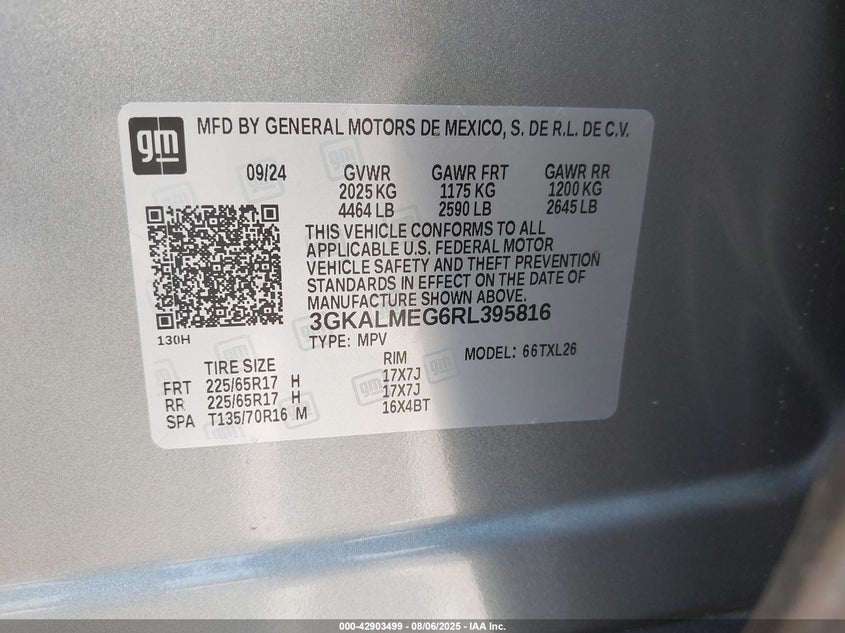 gm
MFD BY GENERAL MOTORS DE MEXICO, S. DE R.L. DE C.V.
09/24 GVWR GAWR FRT GAWR RR
2025 KG 1175 KG 1200 KG
4464 LB 2590 LB 2645 LB
THIS VEHICLE CONFORMS TO ALL
APPLICABLE U.S. FEDERAL MOTOR
VEHICLE SAFETY AND THEFT PREVENTION
STANDARDS IN EFFECT ON THE DATE OF
MANUFACTURE SHOWN ABOVE.
3GKALMEG6RL395816
130H
TYPE: MPV MODEL: 66TXL26
TIRE SIZE RIM
FRT 225/65R17 H 17X7J
RR 225/65R17 H 17X7J
SPA T135/70R16 M 16X4BT
000-42903499 - 08/06/2025 - IAA Inc.